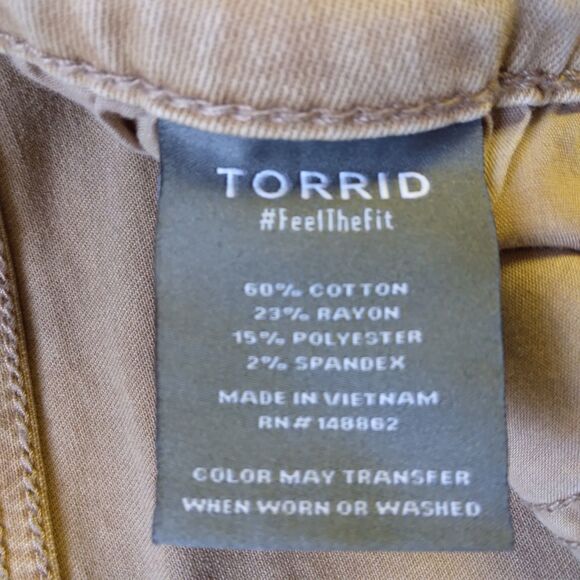 TORRID
#FeelTheFit
60% COTTON
23% RAYON
15% POLYESTER
2% SPANDEX
MADE IN VIETNAM
RN# 148862
COLOR MAY TRANSFER
WHEN WORN OR WASHED